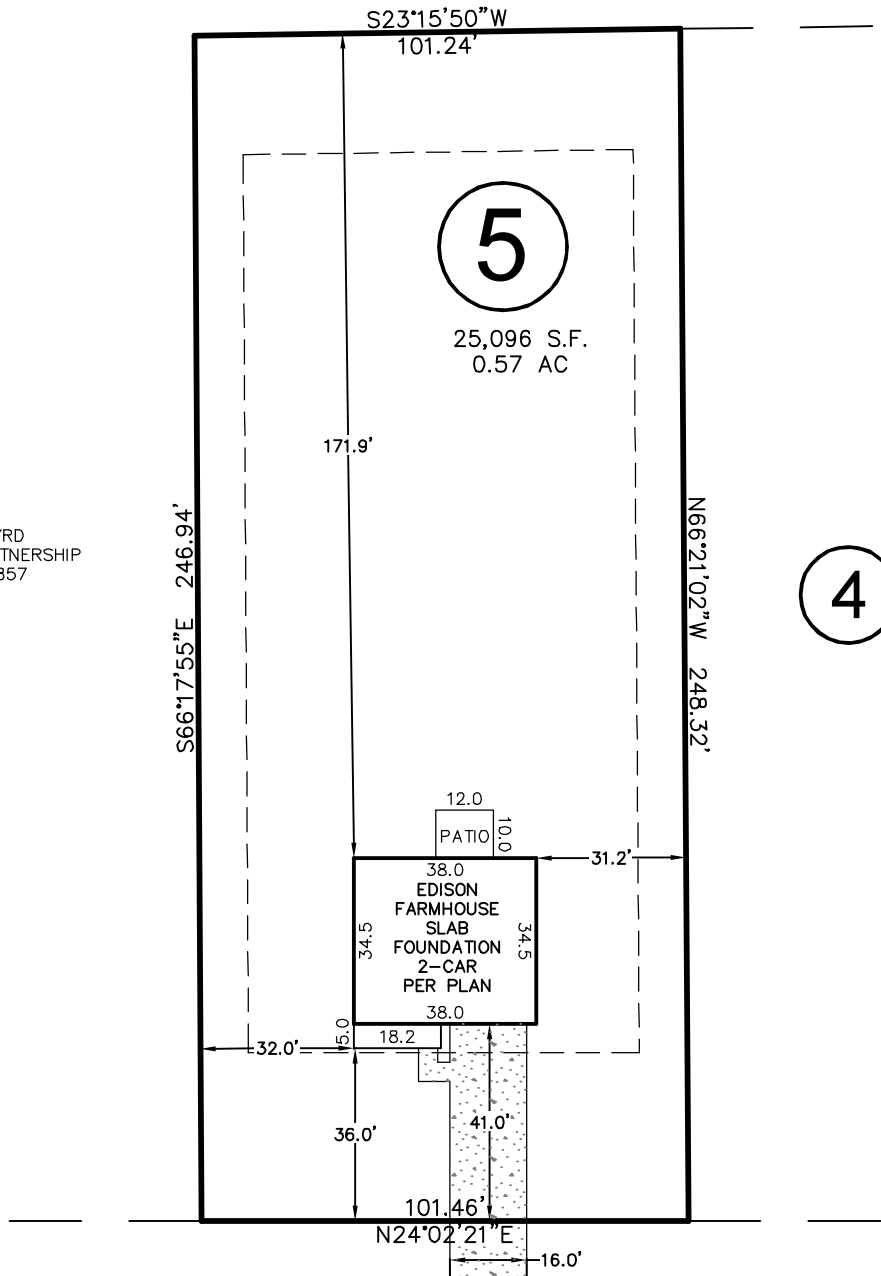 S23°15'50"W
101.24'
5
25,096 S.F.
0.57 AC
171.9'
S66°17'55"E 246.94'
N66°21'02"W 248.32'
4
12.0
PATIO
10.0
31.2'
38.0
EDISON
FARMHOUSE
SLAB
FOUNDATION
2-CAR
PER PLAN
34.5
34.5
38.0
5.0
18.2
32.0'
36.0'
41.0'
101.46'
N24°02'21"E
16.0'